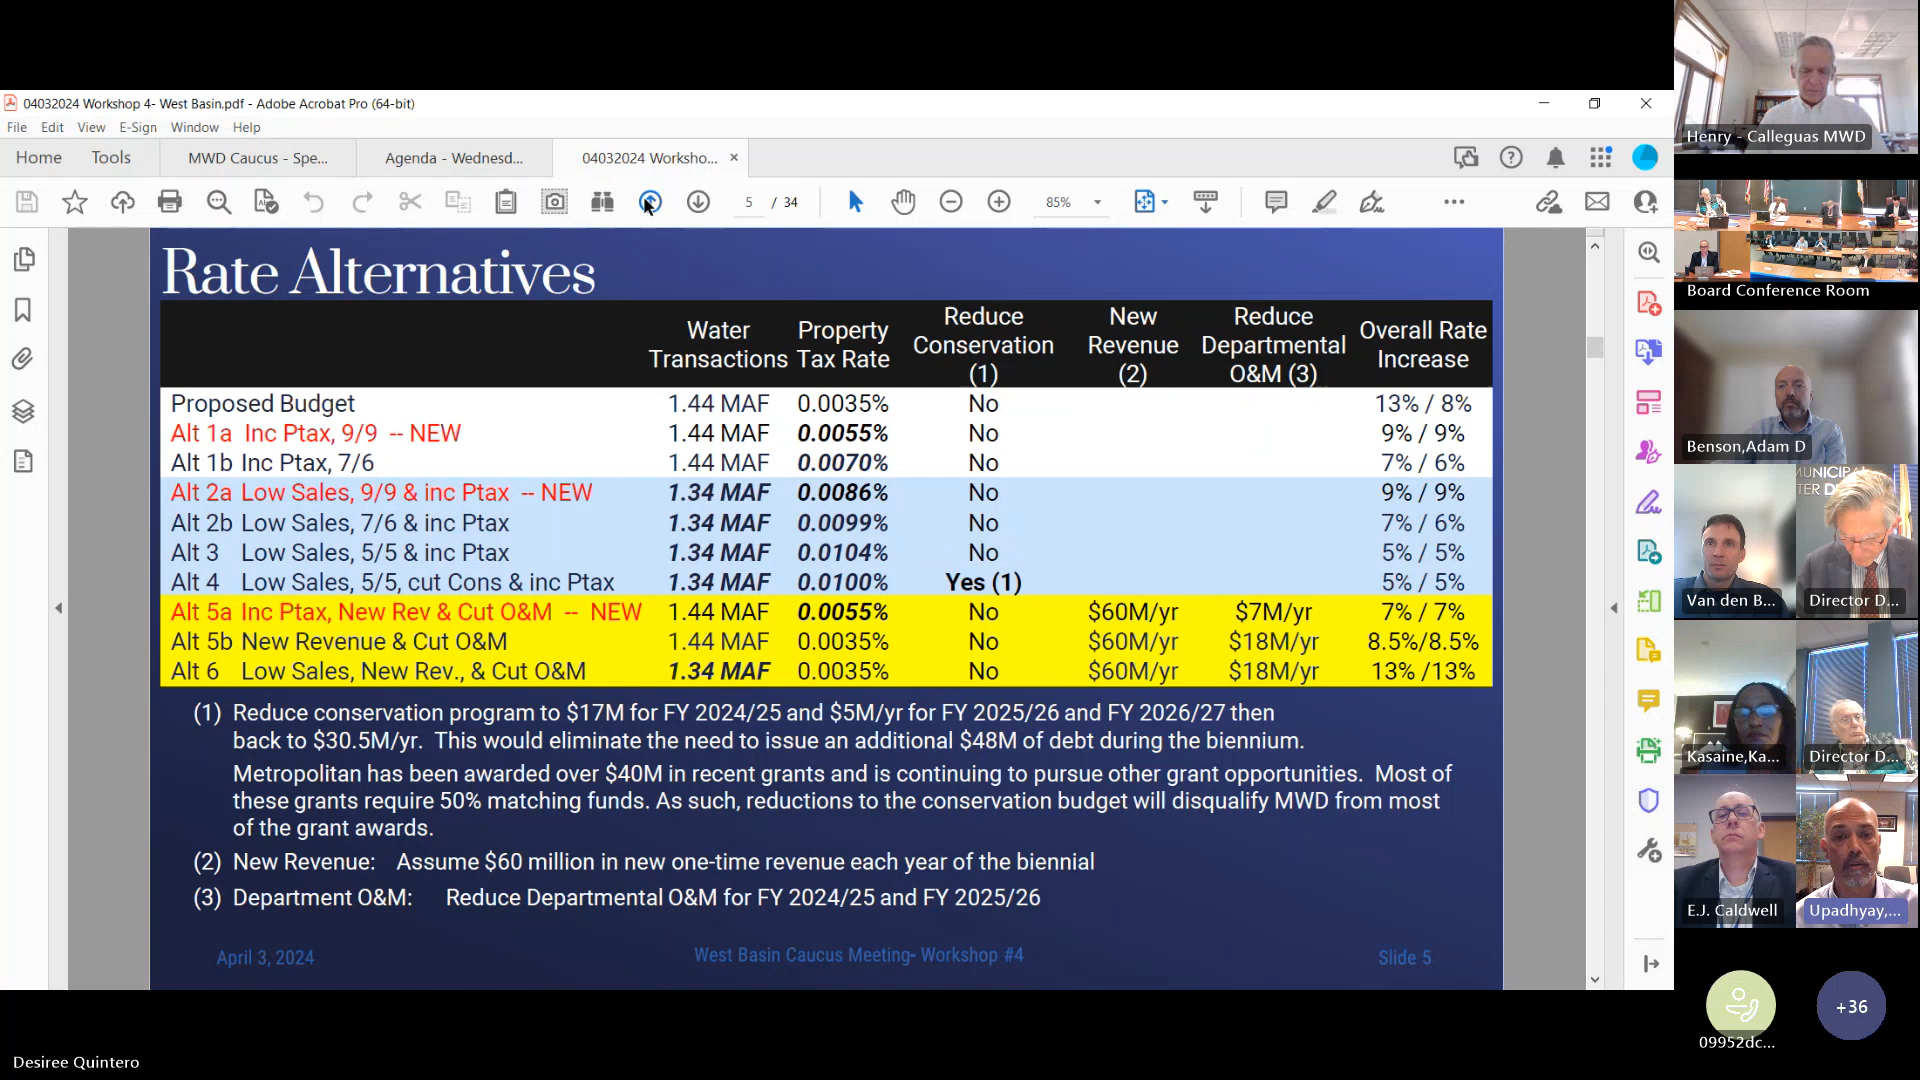 04032024 Workshop 4- West Basin.pdf - Adobe Acrobat Pro (64-bit)
File Edit View E-Sign Window Help
Home Tools MWD Caucus - Spe... Agenda - Wednesd... 04032024 Worksho... ×
5 / 34 85%
Rate Alternatives
Water Transactions Property Tax Rate Reduce Conservation (1) New Revenue (2) Reduce Departmental O&M (3) Overall Rate Increase
Proposed Budget 1.44 MAF 0.0035% No 13% / 8%
Alt 1a Inc Ptax, 9/9 -- NEW 1.44 MAF 0.0055% No 9% / 9%
Alt 1b Inc Ptax, 7/6 1.44 MAF 0.0070% No 7% / 6%
Alt 2a Low Sales, 9/9 & inc Ptax -- NEW 1.34 MAF 0.0086% No 9% / 9%
Alt 2b Low Sales, 7/6 & inc Ptax 1.34 MAF 0.0099% No 7% / 6%
Alt 3 Low Sales, 5/5 & inc Ptax 1.34 MAF 0.0104% No 5% / 5%
Alt 4 Low Sales, 5/5, cut Cons & inc Ptax 1.34 MAF 0.0100% Yes (1) 5% / 5%
Alt 5a Inc Ptax, New Rev & Cut O&M -- NEW 1.44 MAF 0.0055% No $60M/yr $7M/yr 7% / 7%
Alt 5b New Revenue & Cut O&M 1.44 MAF 0.0035% No $60M/yr $18M/yr 8.5%/8.5%
Alt 6 Low Sales, New Rev., & Cut O&M 1.34 MAF 0.0035% No $60M/yr $18M/yr 13% /13%
(1) Reduce conservation program to $17M for FY 2024/25 and $5M/yr for FY 2025/26 and FY 2026/27 then
back to $30.5M/yr. This would eliminate the need to issue an additional $48M of debt during the biennium.
Metropolitan has been awarded over $40M in recent grants and is continuing to pursue other grant opportunities. Most of
these grants require 50% matching funds. As such, reductions to the conservation budget will disqualify MWD from most
of the grant awards.
(2) New Revenue: Assume $60 million in new one-time revenue each year of the biennial
(3) Department O&M: Reduce Departmental O&M for FY 2024/25 and FY 2025/26
April 3, 2024 West Basin Caucus Meeting- Workshop #4 Slide 5
Desiree Quintero
Henry - Calleguas MWD
Board Conference Room
Benson,Adam D
MUNICIPAL
TER D
Van den B... Director D...
Kasaine,Ka... Director D...
E.J. Caldwell Upadhyay,...
+36
09952dc...